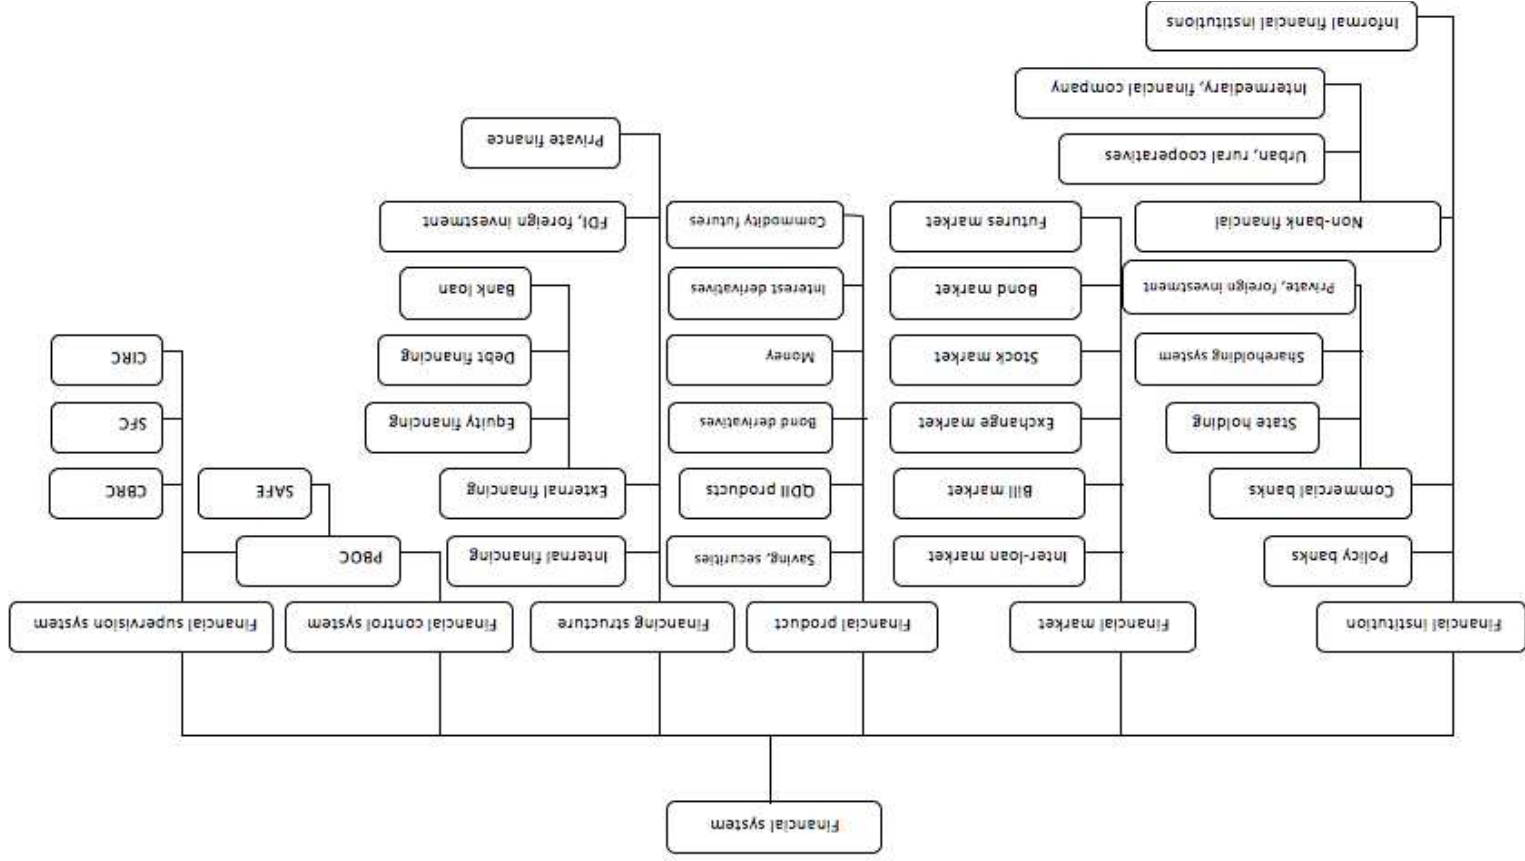 Financial system
Financial institution
Financial market
Financial product
Financing structure
Financial control system
Financial supervision system
Policy banks
Inter-loan market
Saving, securities
Internal financing
PBOC
Commercial banks
Bill market
QDII products
External financing
SAFE
CBRC
State holding
Exchange market
Bond derivatives
Equity financing
SFC
Shareholding system
Stock market
Money
Debt financing
CIRC
Private, foreign investment
Bond market
Interest derivatives
Bank loan
Non-bank financial
Futures market
Commodity futures
FDI, foreign investment
Urban, rural cooperatives
Private finance
Intermediary, financial company
Informal financial institutions